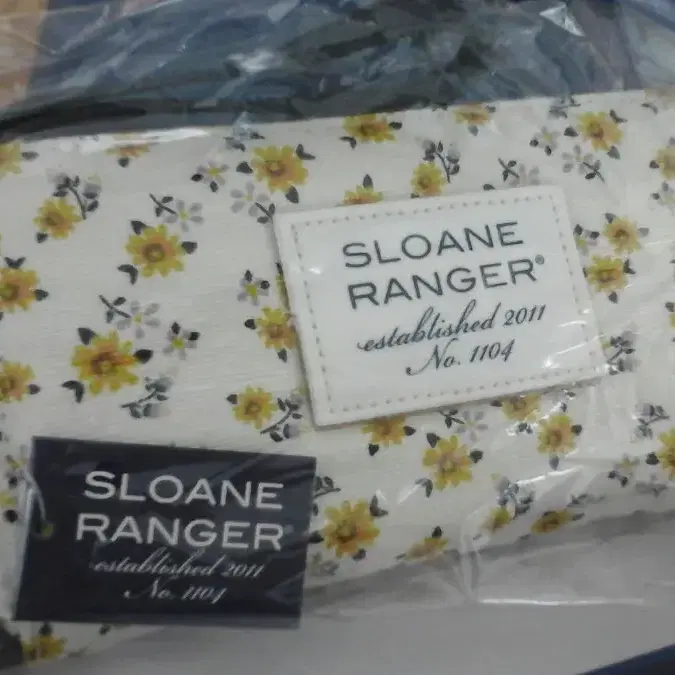 SLOANE
RANGER®
established 2011
No. 1104
SLOANE
RANGER
established 2011
No. 1104